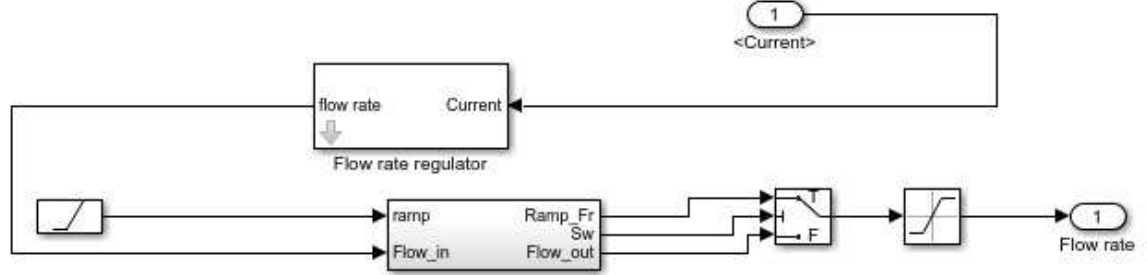 1
<Current>
flow rate
Current
Flow rate regulator
ramp
Ramp_Fr
Sw
Flow_in
Flow_out
T
F
1
Flow rate